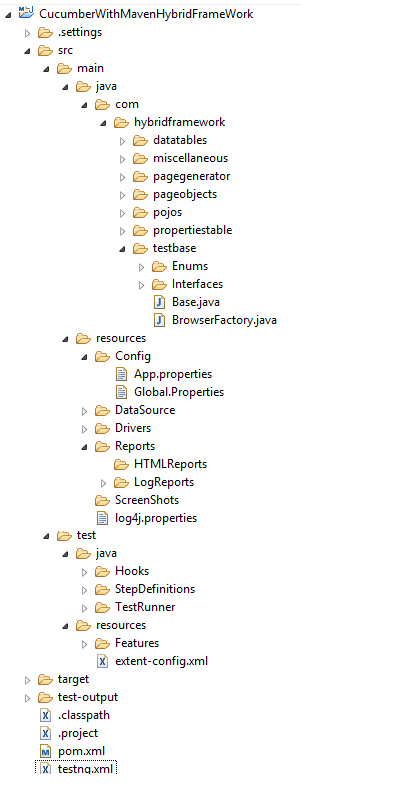 CucumberWithMavenHybridFrameWork
.settings
src
main
java
com
hybridframework
datatables
miscellaneous
pagegenerator
pageobjects
pojos
propertiestable
testbase
Enums
Interfaces
Base.java
BrowserFactory.java
resources
Config
App.properties
Global.Properties
DataSource
Drivers
Reports
HTMLReports
LogReports
ScreenShots
log4j.properties
test
java
Hooks
StepDefinitions
TestRunner
resources
Features
extent-config.xml
target
test-output
.classpath
.project
pom.xml
testng.xml